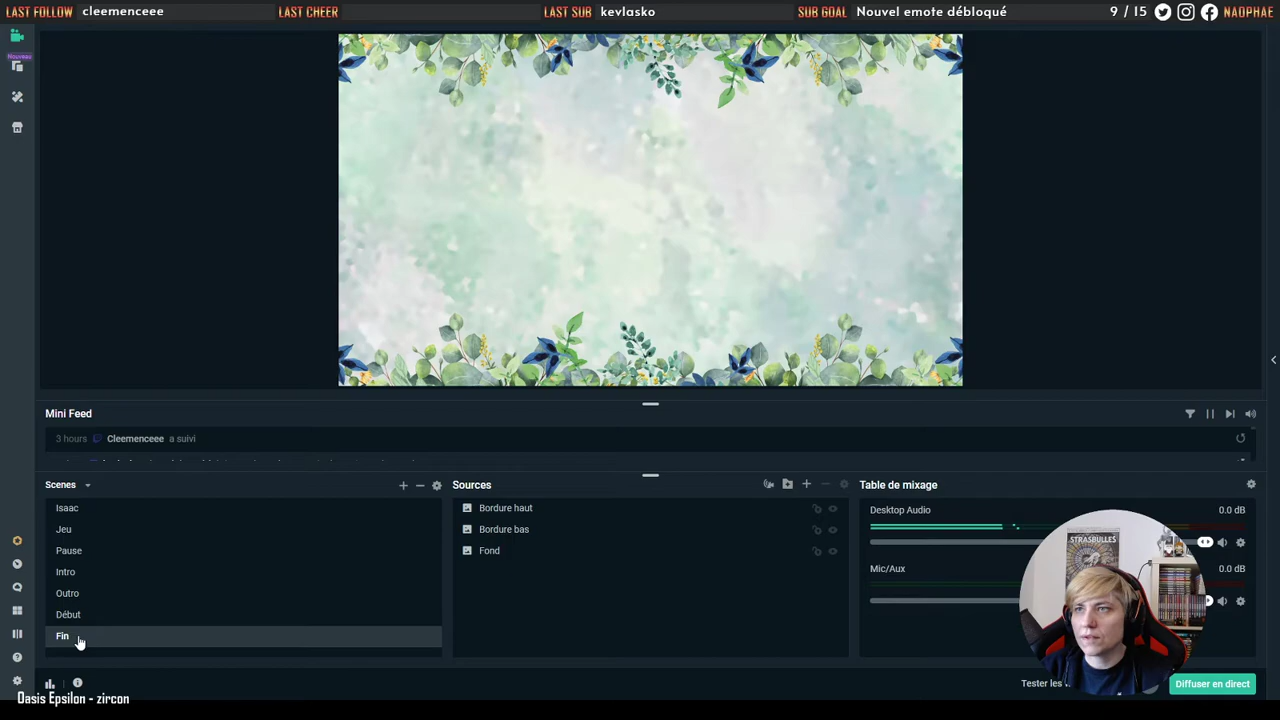 LAST FOLLOW cleemenceee LAST CHEER LAST SUB kevlasko SUB GOAL Nouvel emote débloqué 9 / 15 NAOPHAE
Nouveau
Mini Feed
3 hours Cleemenceee a suivi
Scenes
Isaac
Jeu
Pause
Intro
Outro
Début
Fin
Sources
Bordure haut
Bordure bas
Fond
Table de mixage
Desktop Audio 0.0 dB
Mic/Aux 0.0 dB
STRASBULLES
Tester les
Diffuser en direct
Oasis Epsilon - zircon